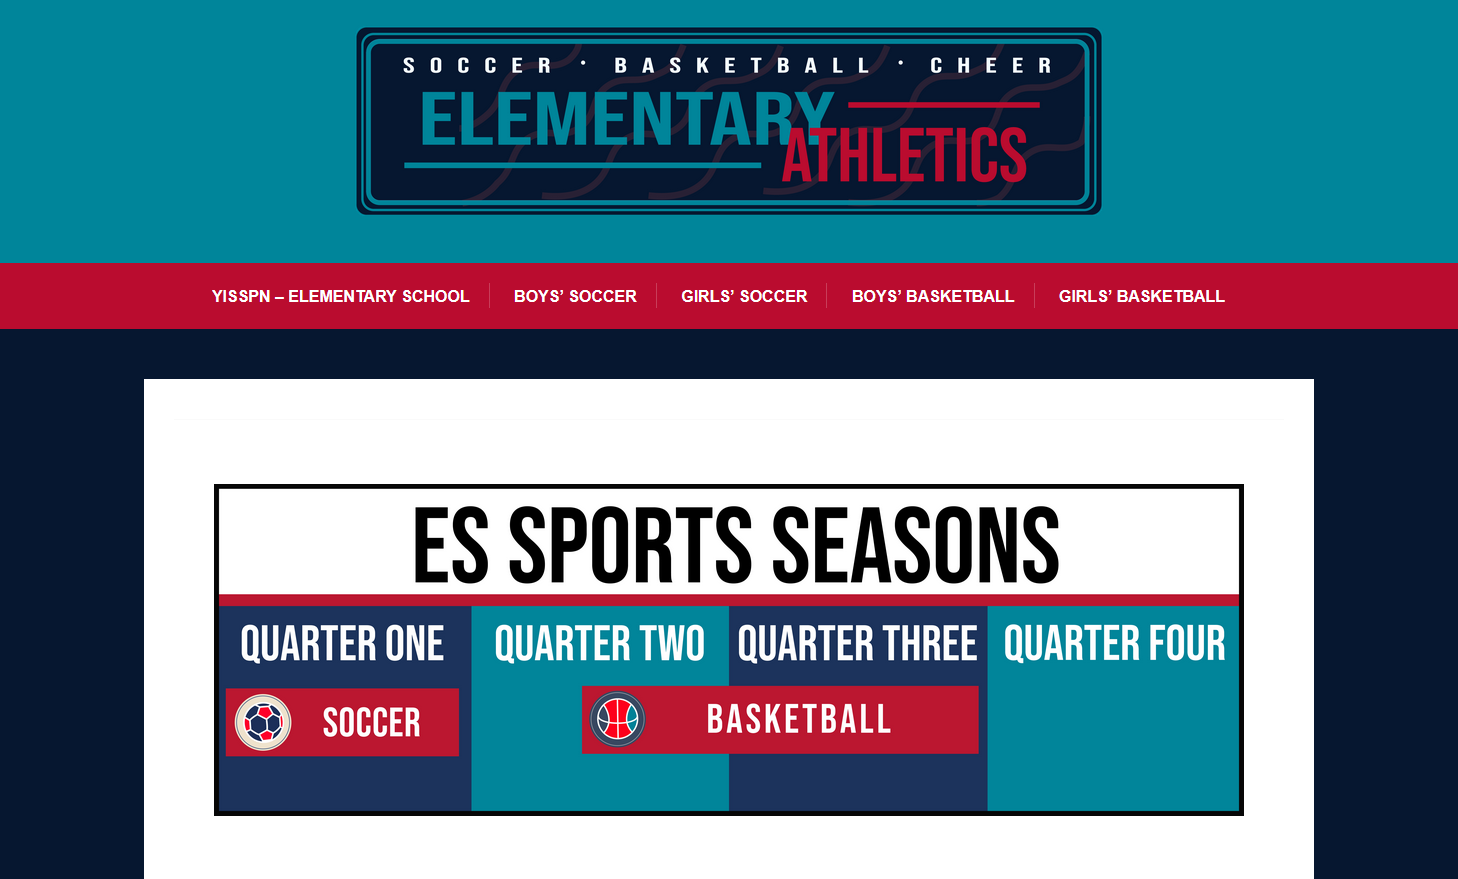 SOCCER · BASKETBALL · CHEER
ELEMENTARY
ATHLETICS
YISSPN – ELEMENTARY SCHOOL
BOYS’ SOCCER
GIRLS’ SOCCER
BOYS’ BASKETBALL
GIRLS’ BASKETBALL
ES SPORTS SEASONS
QUARTER ONE
QUARTER TWO
QUARTER THREE
QUARTER FOUR
SOCCER
BASKETBALL